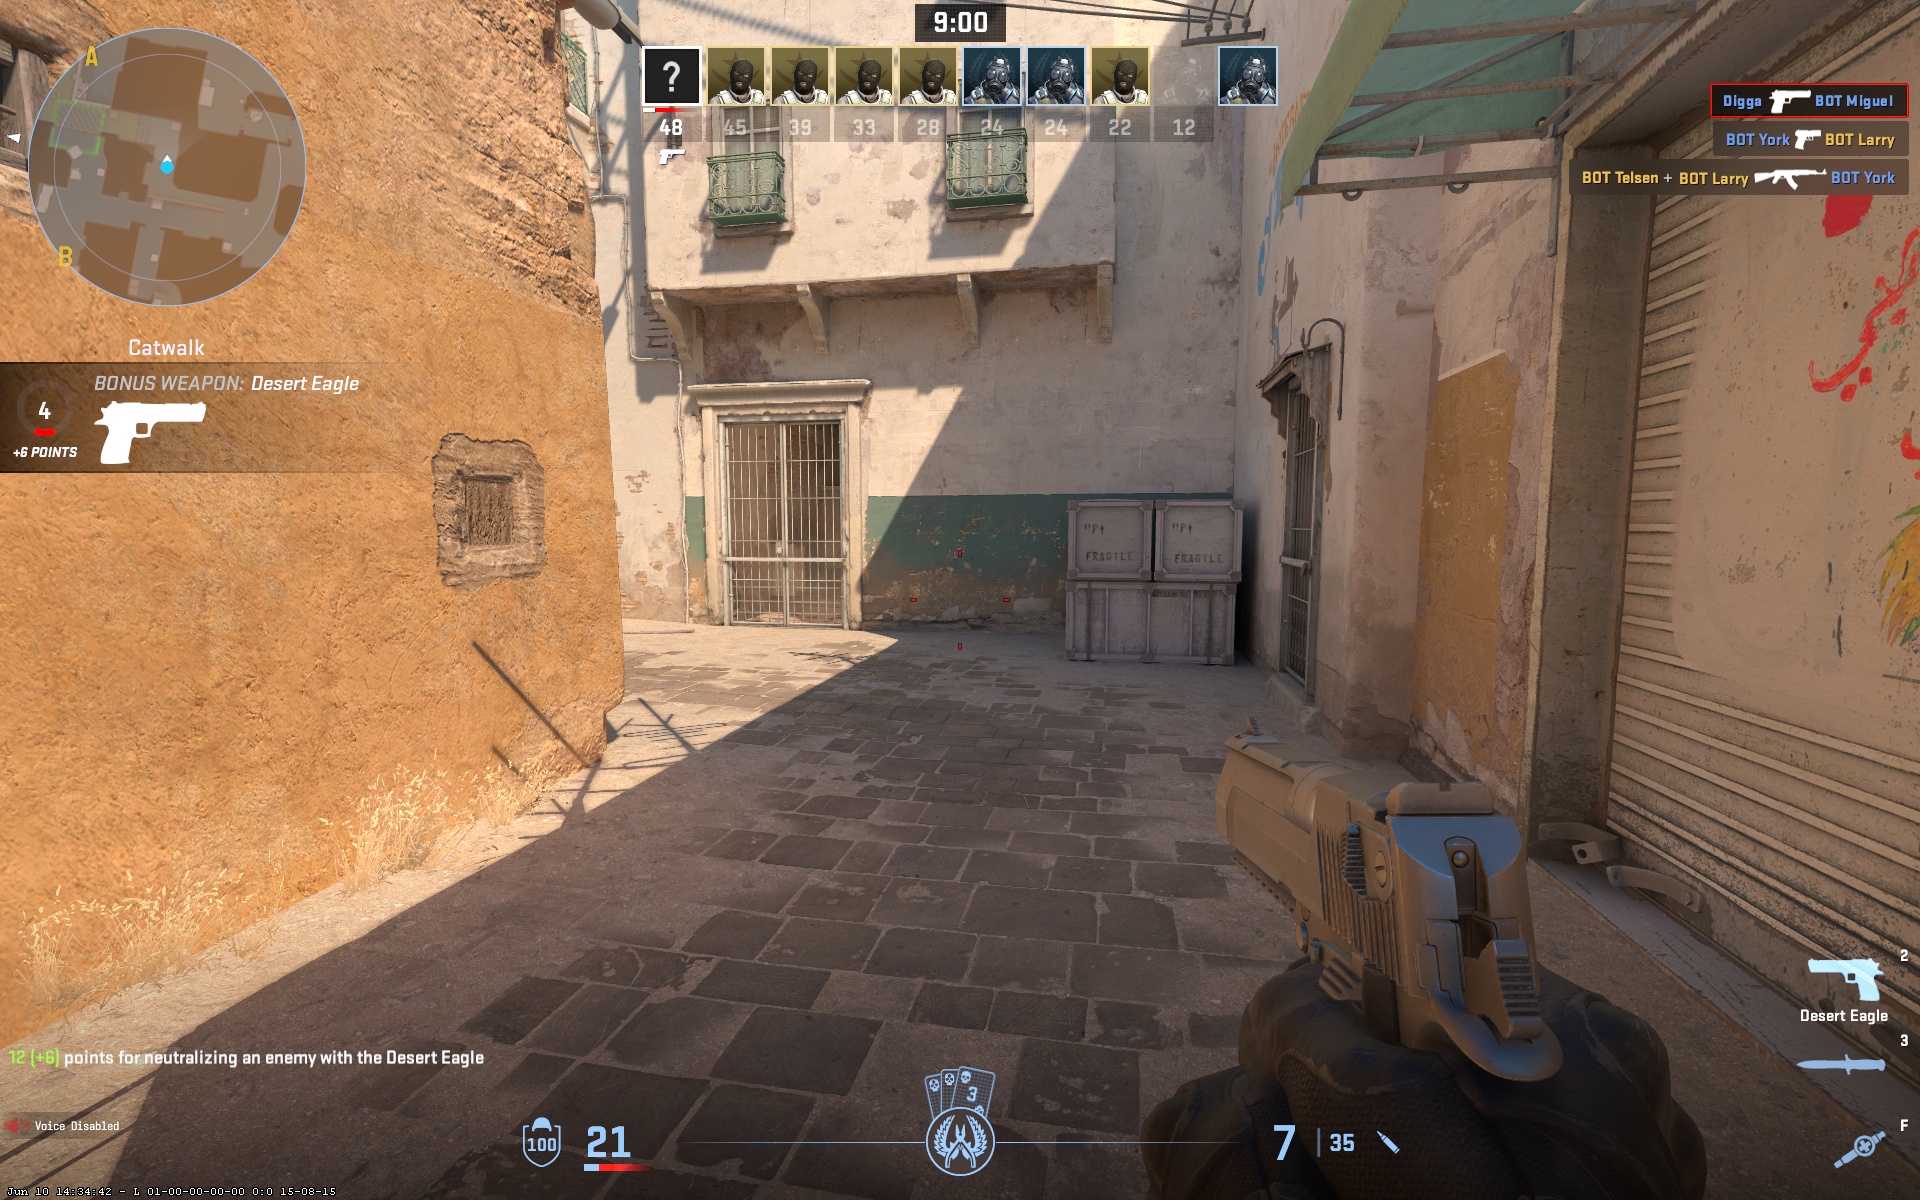 9:00
A
?
48
45
39
33
28
24
24
22
12
Digga BOT Miguel
BOT York BOT Larry
BOT Telsen + BOT Larry BOT York
B
Catwalk
BONUS WEAPON: Desert Eagle
4
+6 POINTS
FRAGILE
FRAGILE
2
Desert Eagle
3
12 (+6) points for neutralizing an enemy with the Desert Eagle
3
Voice Disabled
F
100
21
7
35
Jun 10 14:34:42 - L 01-00-00-00-00 0:0 15-08-15